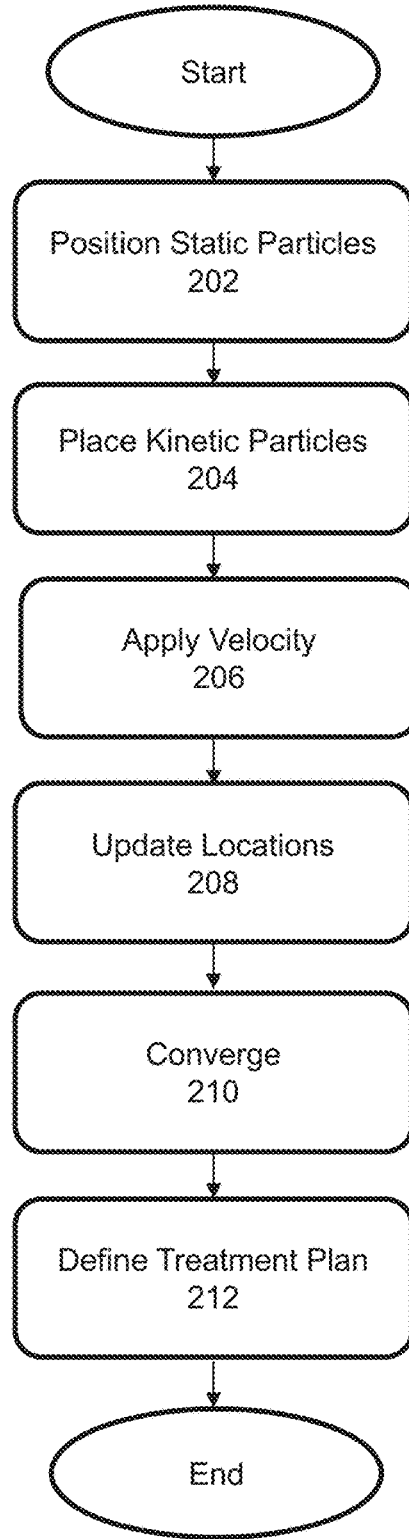 Start
Position Static Particles
202
Place Kinetic Particles
204
Apply Velocity
206
Update Locations
208
Converge
210
Define Treatment Plan
212
End